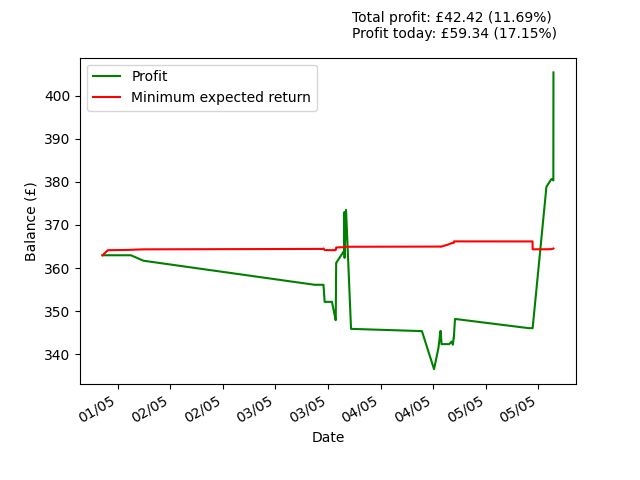 Total profit: £42.42 (11.69%)
Profit today: £59.34 (17.15%)
Profit
Minimum expected return
Balance (£)
400
390
380
370
360
350
340
01/05
02/05
02/05
03/05
03/05
04/05
04/05
05/05
05/05
Date